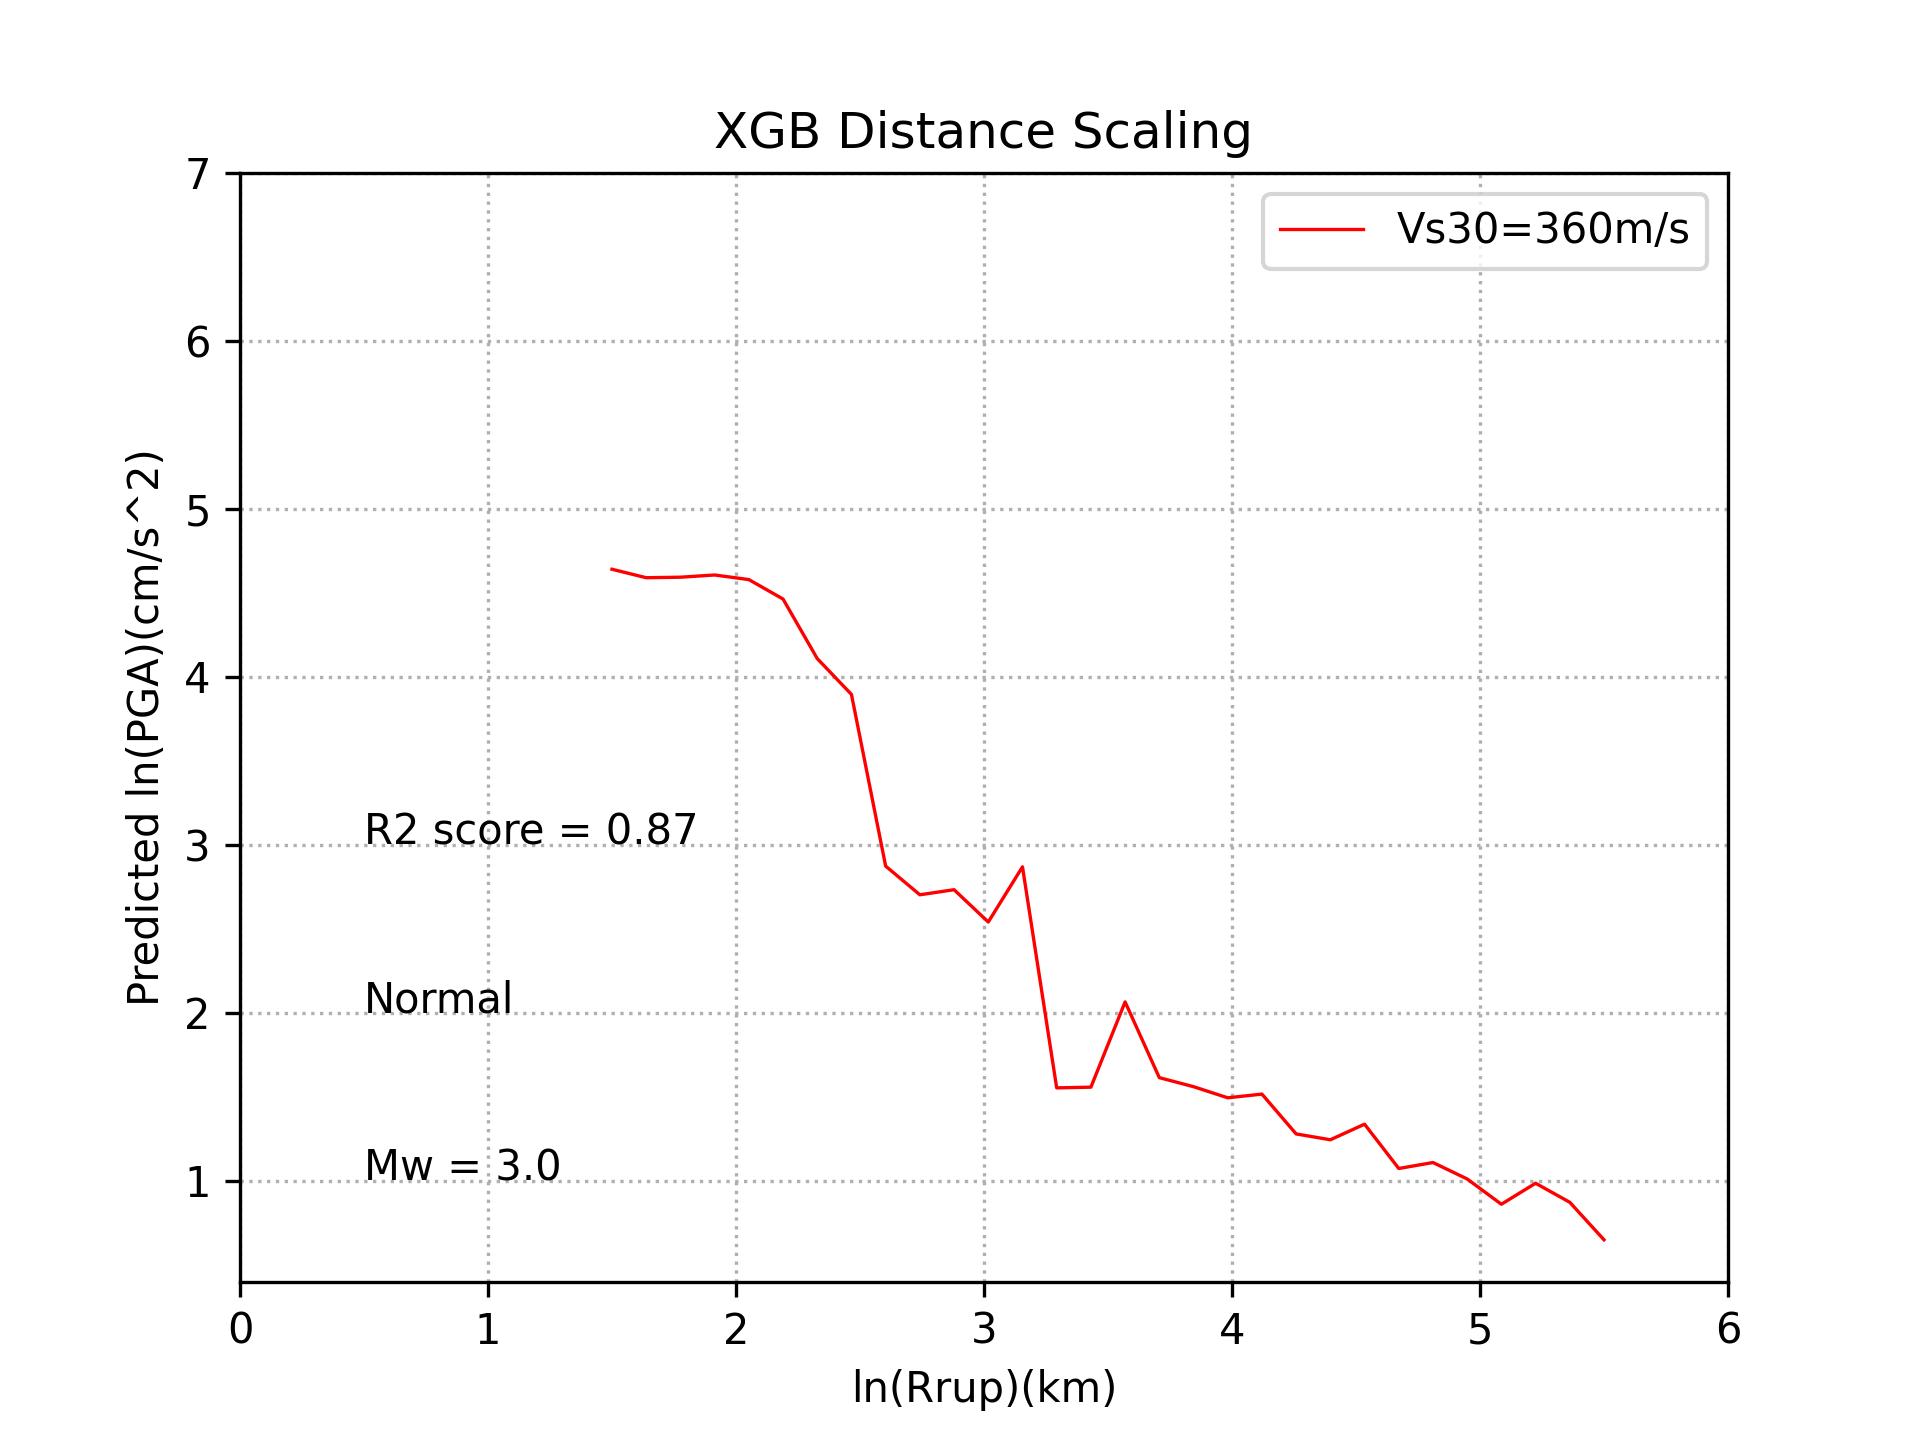 XGB Distance Scaling
Vs30=360m/s
7
6
5
4
3
2
1
Predicted ln(PGA)(cm/s^2)
R2 score = 0.87
Normal
Mw = 3.0
0 1 2 3 4 5 6
ln(Rrup)(km)